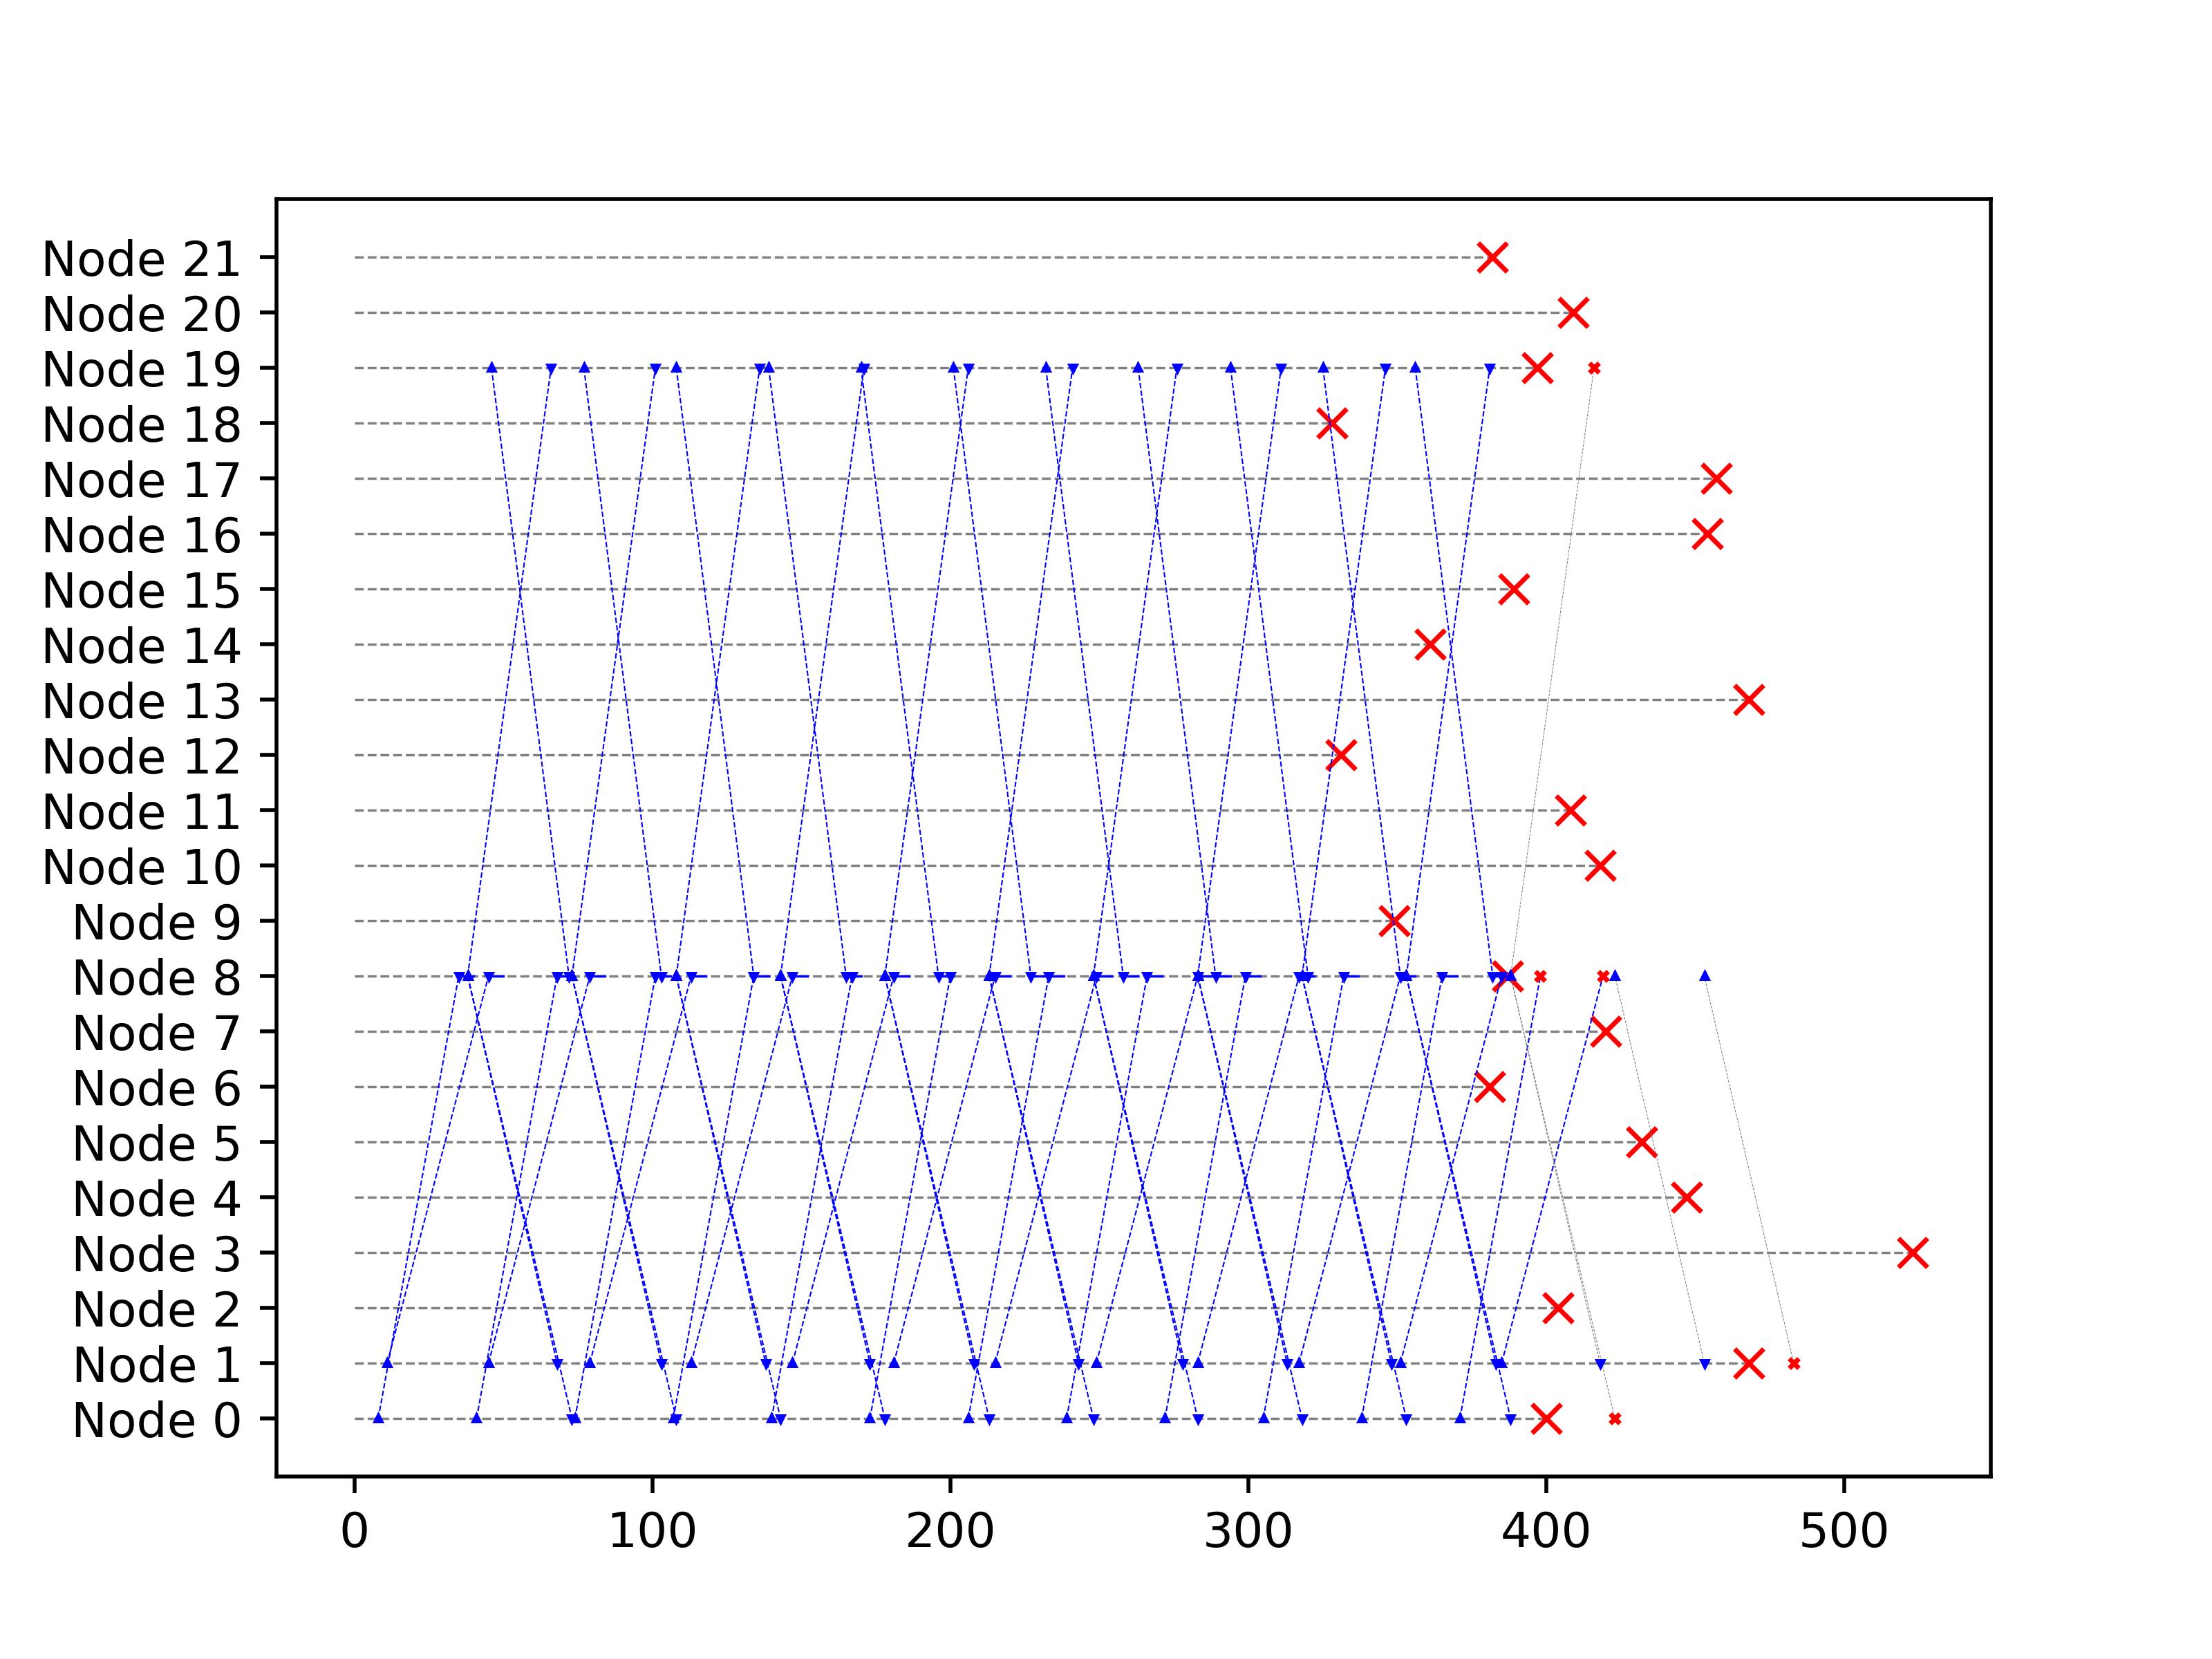 Node 21
Node 20
Node 19
Node 18
Node 17
Node 16
Node 15
Node 14
Node 13
Node 12
Node 11
Node 10
Node 9
Node 8
Node 7
Node 6
Node 5
Node 4
Node 3
Node 2
Node 1
Node 0
0 100 200 300 400 500